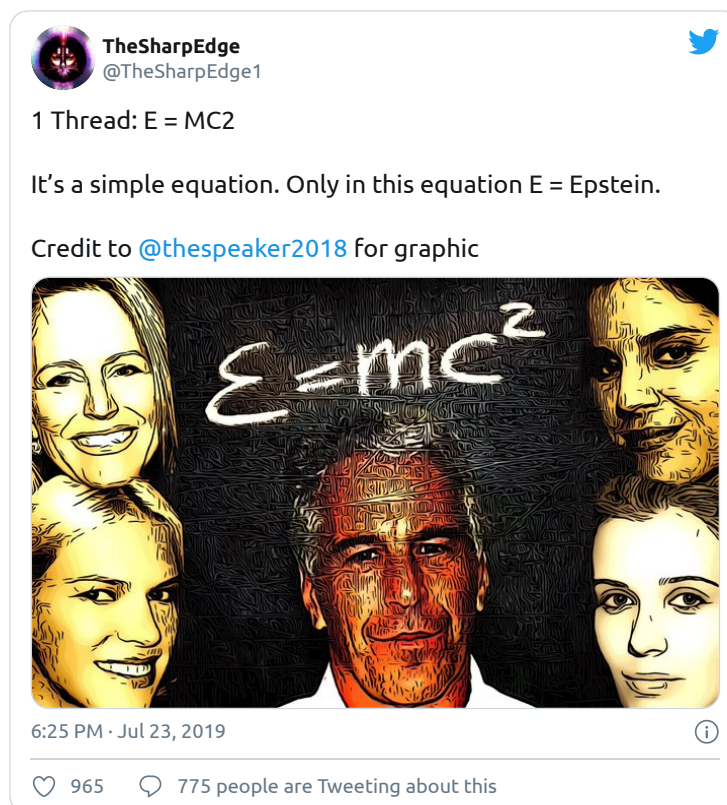 TheSharpEdge
@TheSharpEdge1
1 Thread: E = MC2
It’s a simple equation. Only in this equation E = Epstein.
Credit to @thespeaker2018 for graphic
E=mc²
6:25 PM · Jul 23, 2019
965
775 people are Tweeting about this